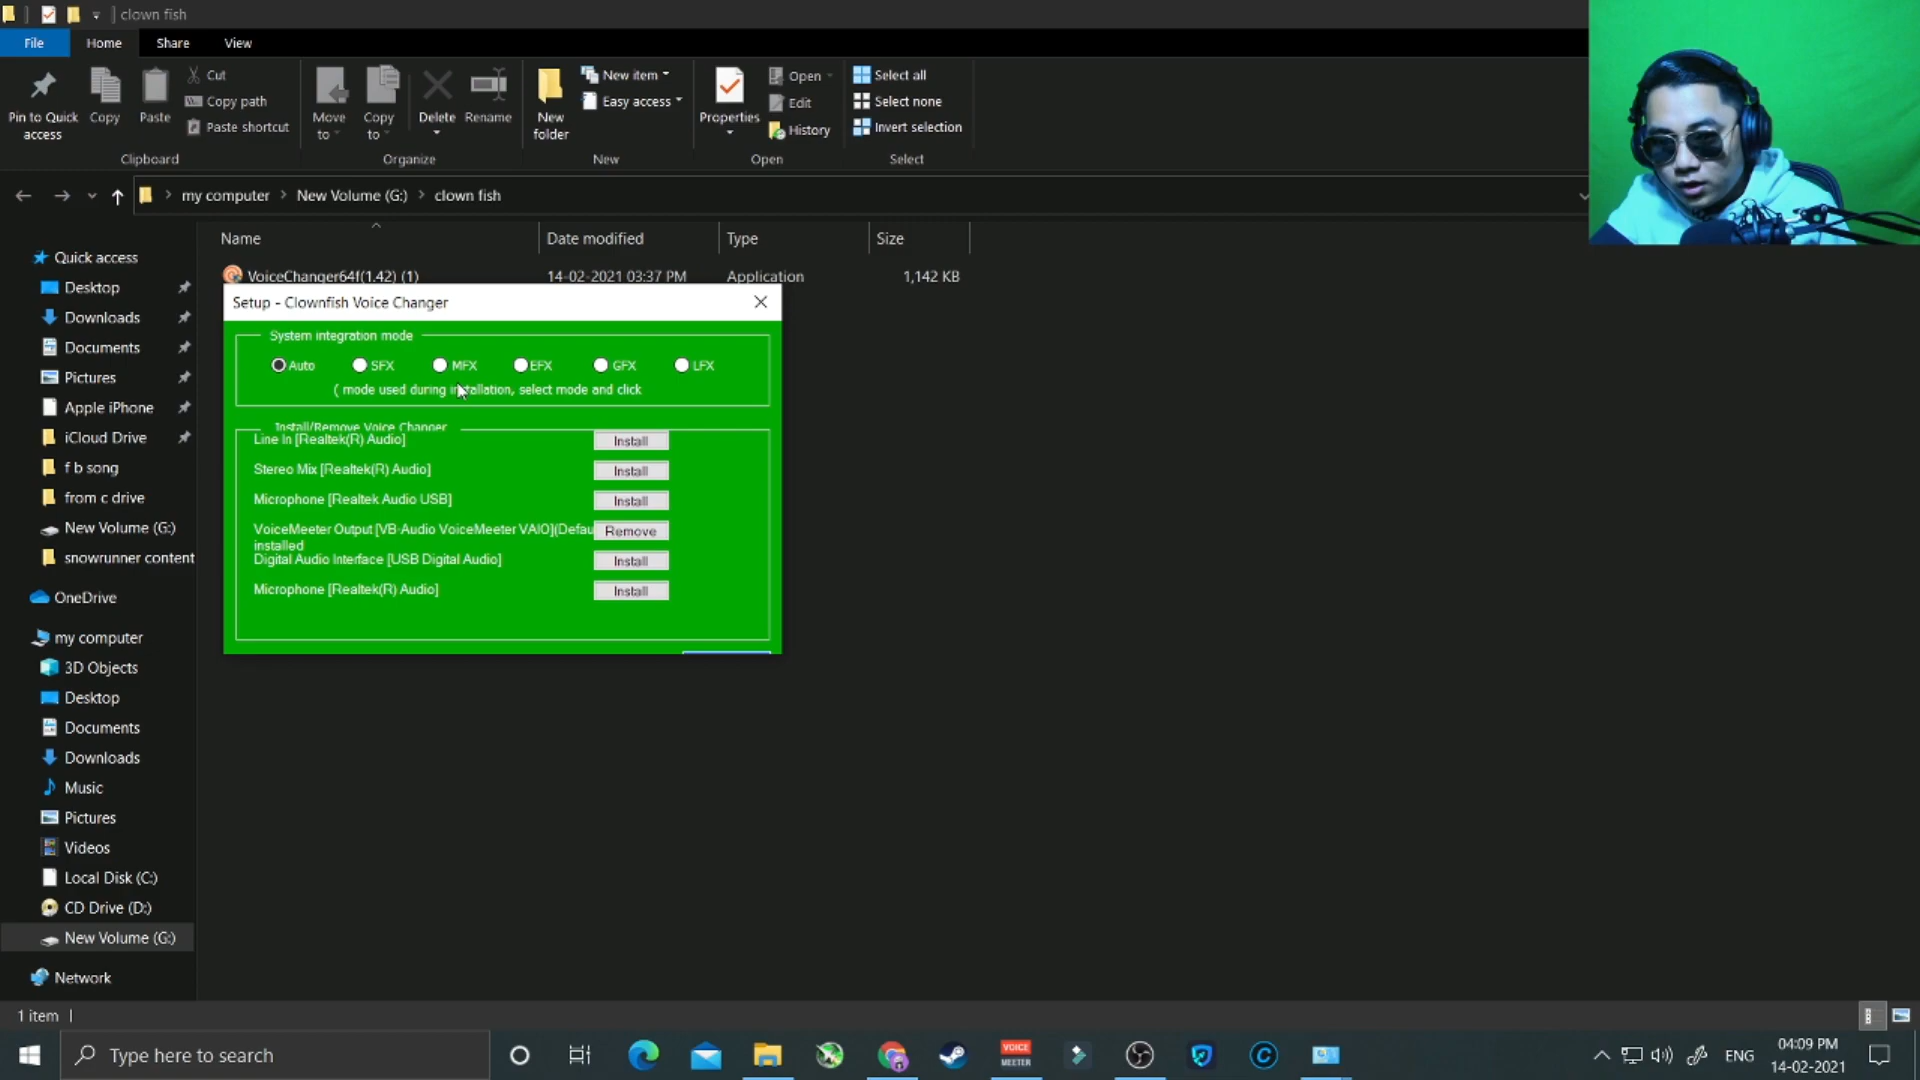 clown fish
File Home Share View
Pin to Quick access
Copy
Paste
Cut
Copy path
Paste shortcut
Clipboard
Move to
Copy to
Delete
Rename
Organize
New folder
New item
Easy access
New
Properties
Open
Edit
History
Open
Select all
Select none
Invert selection
Select
my computer New Volume (G:) clown fish
Name Date modified Type Size
VoiceChanger64f(1.42) (1) 14-02-2021 03:37 PM Application 1,142 KB
Quick access
Desktop
Downloads
Documents
Pictures
Apple iPhone
iCloud Drive
f b song
from c drive
New Volume (G:)
snowrunner content
OneDrive
my computer
3D Objects
Desktop
Documents
Downloads
Music
Pictures
Videos
Local Disk (C:)
CD Drive (D:)
New Volume (G:)
Network
Setup - Clownfish Voice Changer
System integration mode
Auto SFX MFX EFX GFX LFX
( mode used during installation, select mode and click
Install/Remove Voice Changer
Line In [Realtek(R) Audio] Install
Stereo Mix [Realtek(R) Audio] Install
Microphone [Realtek Audio USB] Install
VoiceMeeter Output [VB-Audio VoiceMeeter VAIO](Defau Remove
installed
Digital Audio Interface [USB Digital Audio] Install
Microphone [Realtek(R) Audio] Install
1 item
Type here to search
VOICE
MEETER
ENG
04:09 PM
14-02-2021